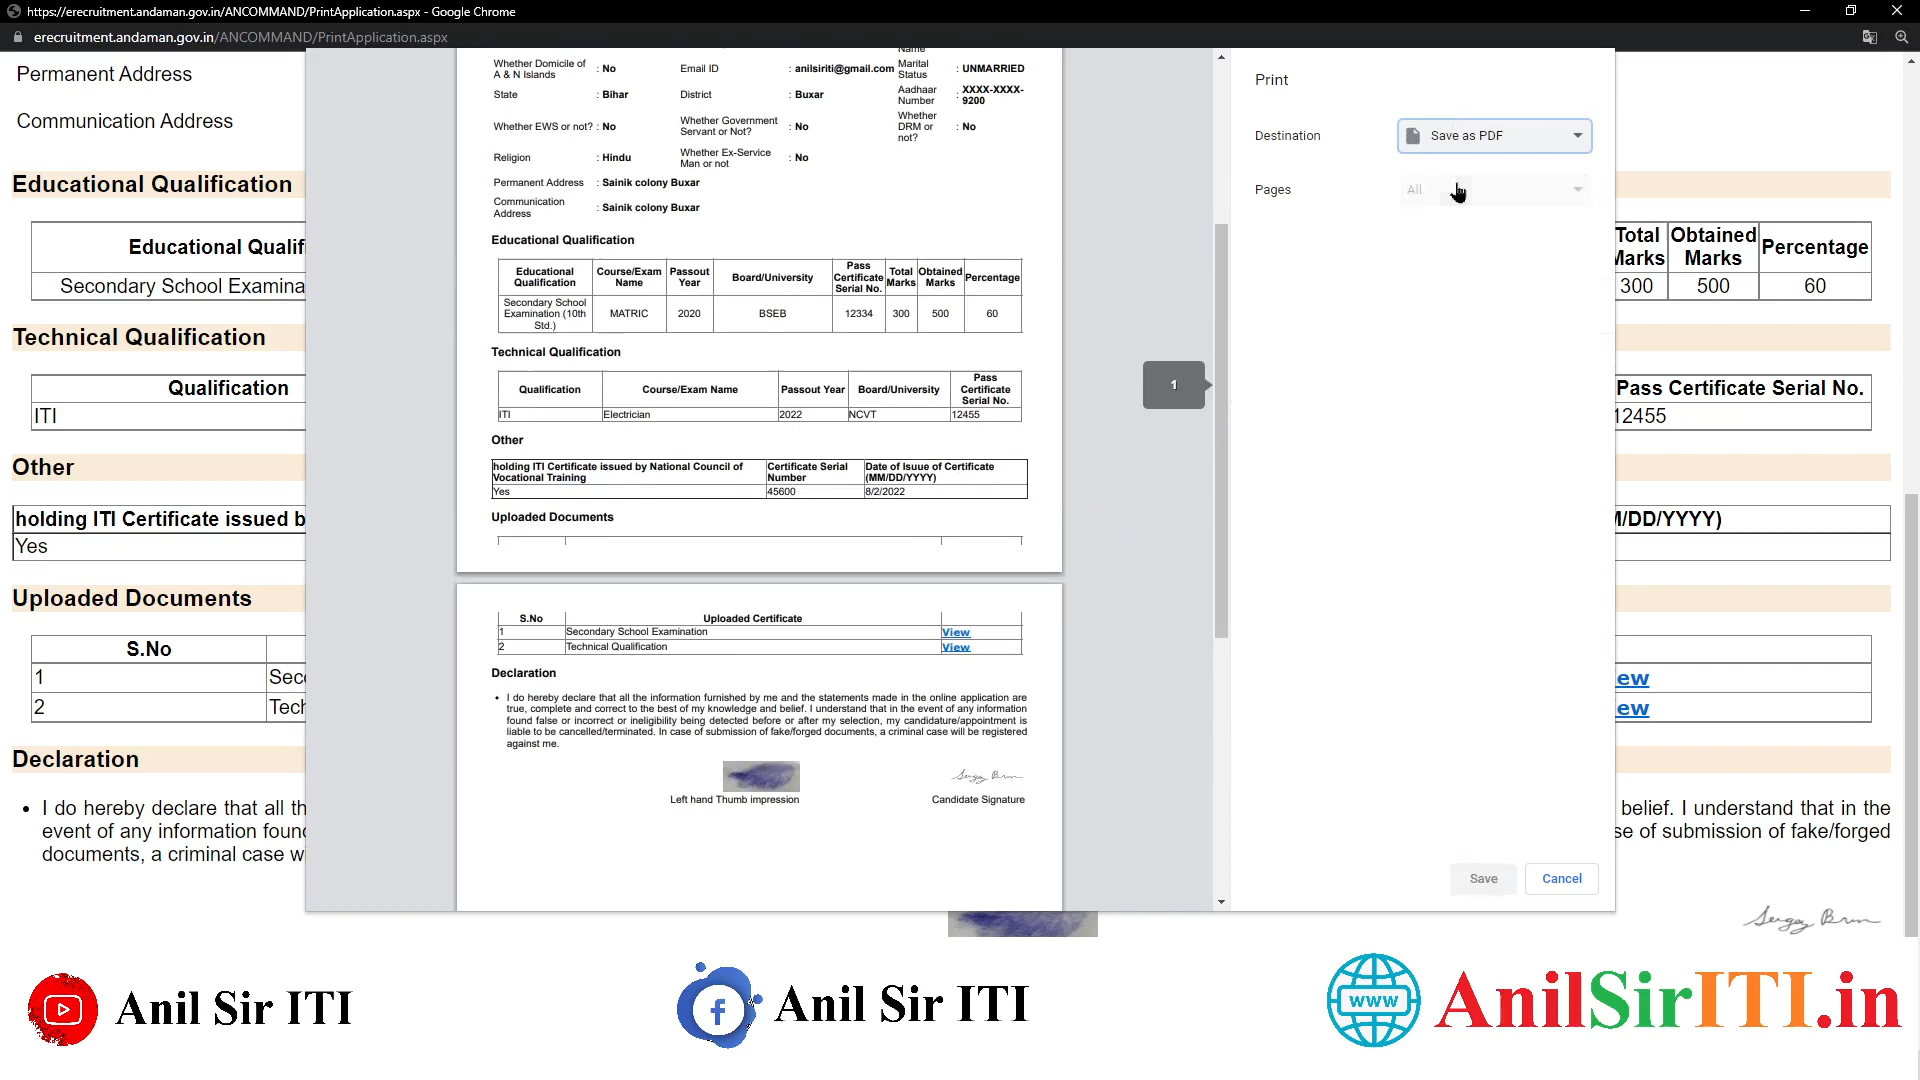 https://erecruitment.andaman.gov.in/ANCOMMAND/PrintApplication.aspx - Google Chrome
erecruitment.andaman.gov.in/ANCOMMAND/PrintApplication.aspx
Permanent Address
Communication Address
Educational Qualification
Educational Qualif
Secondary School Examina
Technical Qualification
Qualification
ITI
Other
holding ITI Certificate issued b
Yes
Uploaded Documents
S.No
1 Sec
2 Tech
Declaration
• I do hereby declare that all th
event of any information found
documents, a criminal case w
Name
Whether Domicile of A & N Islands : No Email ID : anilsiriti@gmail.com Marital Status : UNMARRIED
State : Bihar District : Buxar Aadhaar Number : XXXX-XXXX-9200
Whether EWS or not? : No Whether Government Servant or Not? : No Whether DRM or not? : No
Religion : Hindu Whether Ex-Service Man or not : No
Permanent Address : Sainik colony Buxar
Communication Address : Sainik colony Buxar
Educational Qualification
Educational Qualification Course/Exam Name Passout Year Board/University Pass Certificate Serial No. Total Marks Obtained Marks Percentage
Secondary School Examination (10th Std.) MATRIC 2020 BSEB 12334 300 500 60
Technical Qualification
Qualification Course/Exam Name Passout Year Board/University Pass Certificate Serial No.
ITI Electrician 2022 NCVT 12455
Other
holding ITI Certificate issued by National Council of Vocational Training Certificate Serial Number Date of Isuue of Certificate (MM/DD/YYYY)
Yes 45600 8/2/2022
Uploaded Documents
S.No Uploaded Certificate
1 Secondary School Examination View
2 Technical Qualification View
Declaration
• I do hereby declare that all the information furnished by me and the statements made in the online application are
true, complete and correct to the best of my knowledge and belief. I understand that in the event of any information
found false or incorrect or ineligibility being detected before or after my selection, my candidature/appointment is
liable to be cancelled/terminated. In case of submission of fake/forged documents, a criminal case will be registered
against me.
Sergey Brin
Left hand Thumb impression Candidate Signature
1
Print
Destination Save as PDF
Pages All
Save Cancel
Total Marks Obtained Marks Percentage
300 500 60
Pass Certificate Serial No.
12455
M/DD/YYYY)
ew
ew
belief. I understand that in the
se of submission of fake/forged
Sergey Brin
Anil Sir ITI
f Anil Sir ITI
www AnilSirITI.in